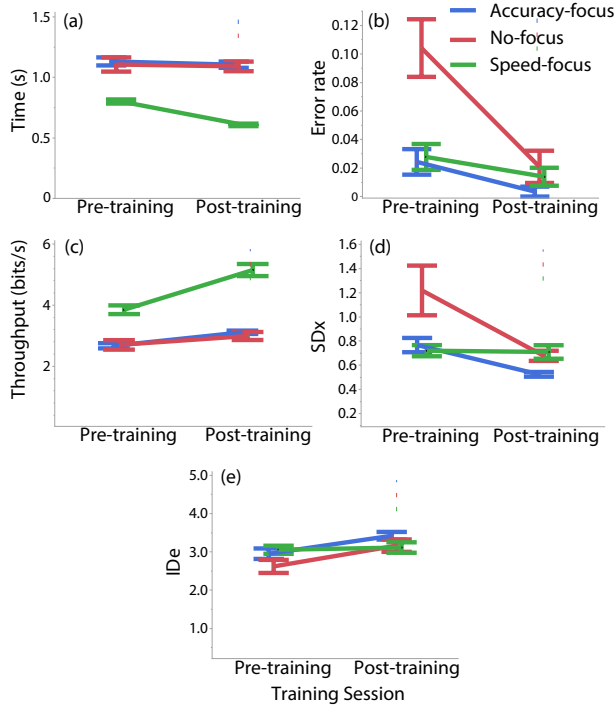 Accuracy-focus
No-focus
Speed-focus
(a)
Time (s)
1.5
1.0
0.5
0
Pre-training Post-training
(b)
Error rate
0.12
0.10
0.08
0.06
0.04
0.02
0
Pre-training Post-training
(c)
Throughput (bits/s)
6
4
2
Pre-training Post-training
(d)
SDx
1.6
1.4
1.2
1.0
0.8
0.6
0.4
0.2
Pre-training Post-training
(e)
IDe
5.0
4.0
3.0
2.0
1.0
Pre-training Post-training
Training Session